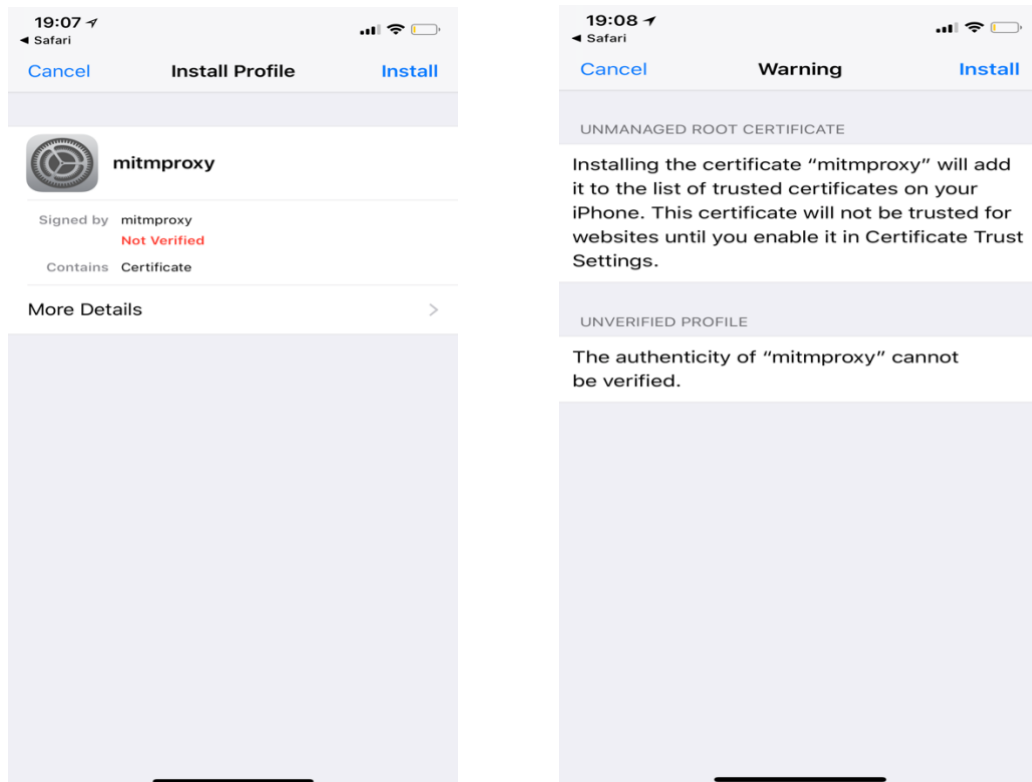 19:07
◀ Safari
Cancel Install Profile Install
mitmproxy
Signed by mitmproxy
Not Verified
Contains Certificate
More Details
19:08
◀ Safari
Cancel Warning Install
UNMANAGED ROOT CERTIFICATE
Installing the certificate “mitmproxy” will add
it to the list of trusted certificates on your
iPhone. This certificate will not be trusted for
websites until you enable it in Certificate Trust
Settings.
UNVERIFIED PROFILE
The authenticity of “mitmproxy” cannot
be verified.